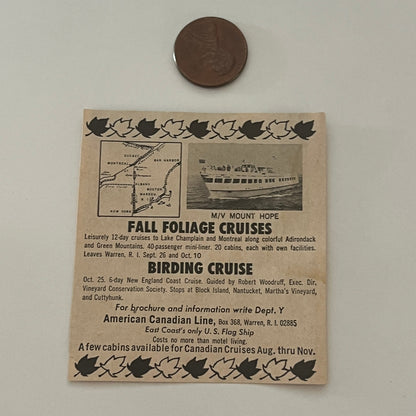 QUEBEC
BAR HARBOR
MONTREAL
ALBANY
BOSTON
WARREN
NEW YORK
M/V MOUNT HOPE
FALL FOLIAGE CRUISES
Leisurely 12-day cruises to Lake Champlain and Montreal along colorful Adirondack
and Green Mountains. 40-passenger mini-liner. 20 cabins, each with own facilities.
Leaves Warren, R. I. Sept. 26 and Oct. 10
BIRDING CRUISE
Oct. 25. 6-day New England Coast Cruise. Guided by Robert Woodruff, Exec. Dir.
Vineyard Conservation Society. Stops at Block Island, Nantucket, Martha's Vineyard,
and Cuttyhunk.
For brochure and information write Dept. Y
American Canadian Line, Box 368, Warren, R. I. 02885
East Coast's only U.S. Flag Ship
Costs no more than motel living.
A few cabins available for Canadian Cruises Aug. thru Nov.